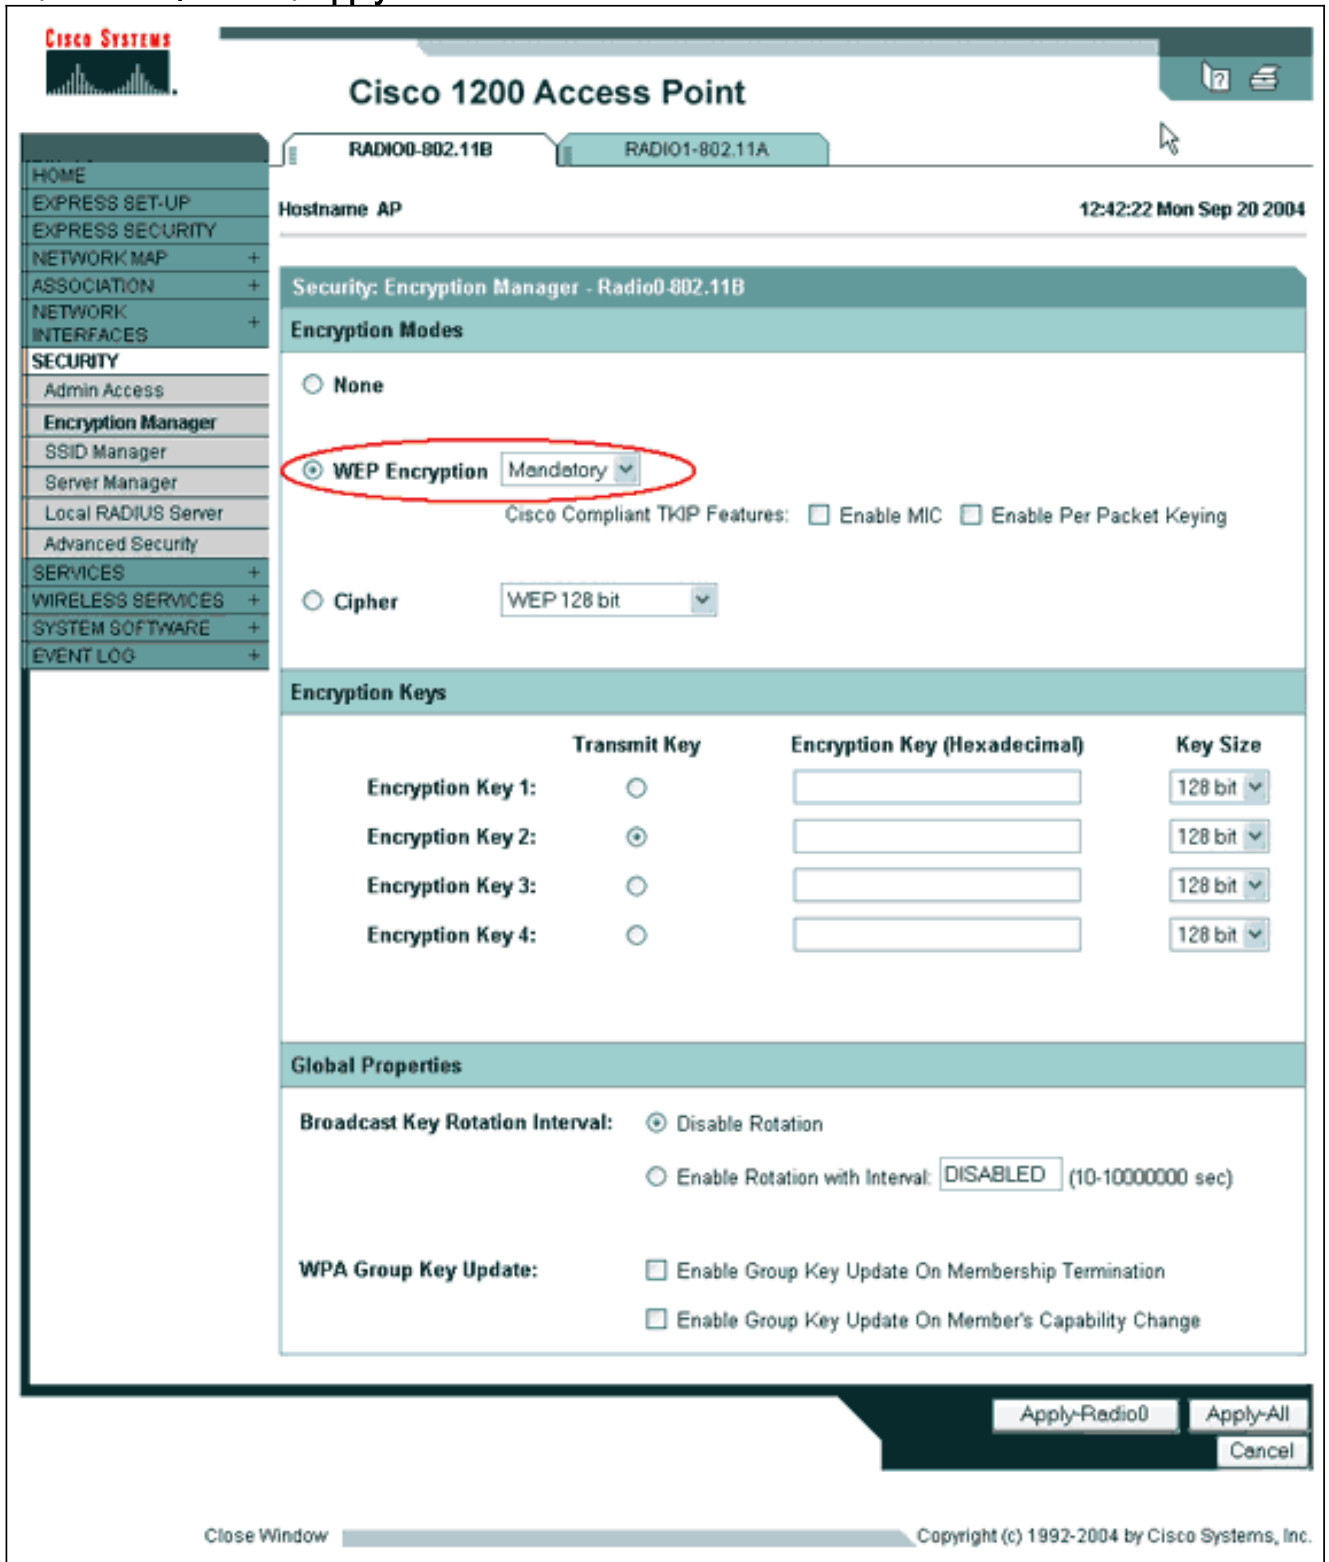 Cisco Systems
Cisco 1200 Access Point
RADIO0-802.11B
RADIO1-802.11A
HOME
EXPRESS SET-UP
EXPRESS SECURITY
NETWORK MAP +
ASSOCIATION +
NETWORK INTERFACES +
SECURITY
Admin Access
Encryption Manager
SSID Manager
Server Manager
Local RADIUS Server
Advanced Security
SERVICES +
WIRELESS SERVICES +
SYSTEM SOFTWARE +
EVENT LOG +
Hostname AP
12:42:22 Mon Sep 20 2004
Security: Encryption Manager - Radio0-802.11B
Encryption Modes
None
WEP Encryption Mandatory
Cisco Compliant TKIP Features: Enable MIC Enable Per Packet Keying
Cipher WEP 128 bit
Encryption Keys
Transmit Key Encryption Key (Hexadecimal) Key Size
Encryption Key 1: 128 bit
Encryption Key 2: 128 bit
Encryption Key 3: 128 bit
Encryption Key 4: 128 bit
Global Properties
Broadcast Key Rotation Interval: Disable Rotation
Enable Rotation with Interval: DISABLED (10-10000000 sec)
WPA Group Key Update: Enable Group Key Update On Membership Termination
Enable Group Key Update On Member's Capability Change
Apply-Radio0 Apply-All
Cancel
Close Window
Copyright (c) 1992-2004 by Cisco Systems, Inc.